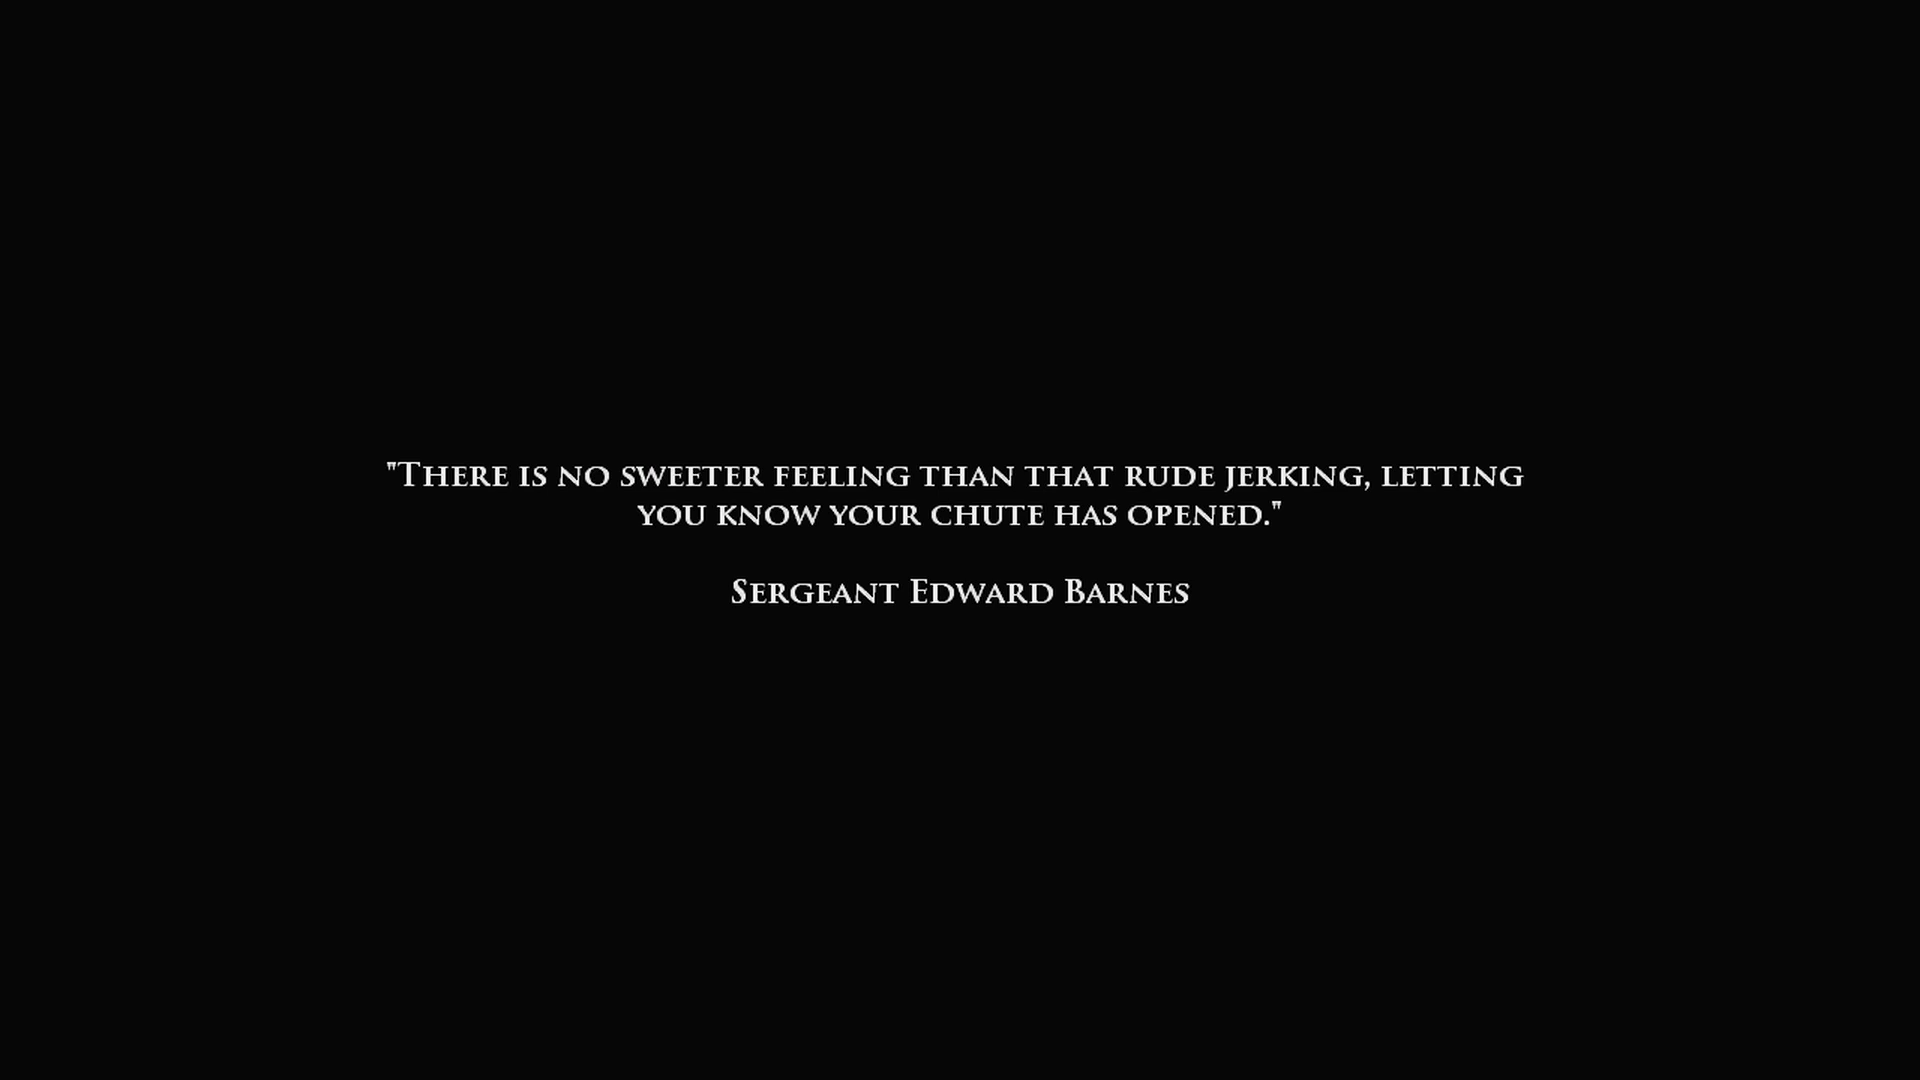 "There is no sweeter feeling than that rude jerking, letting
you know your chute has opened."
Sergeant Edward Barnes